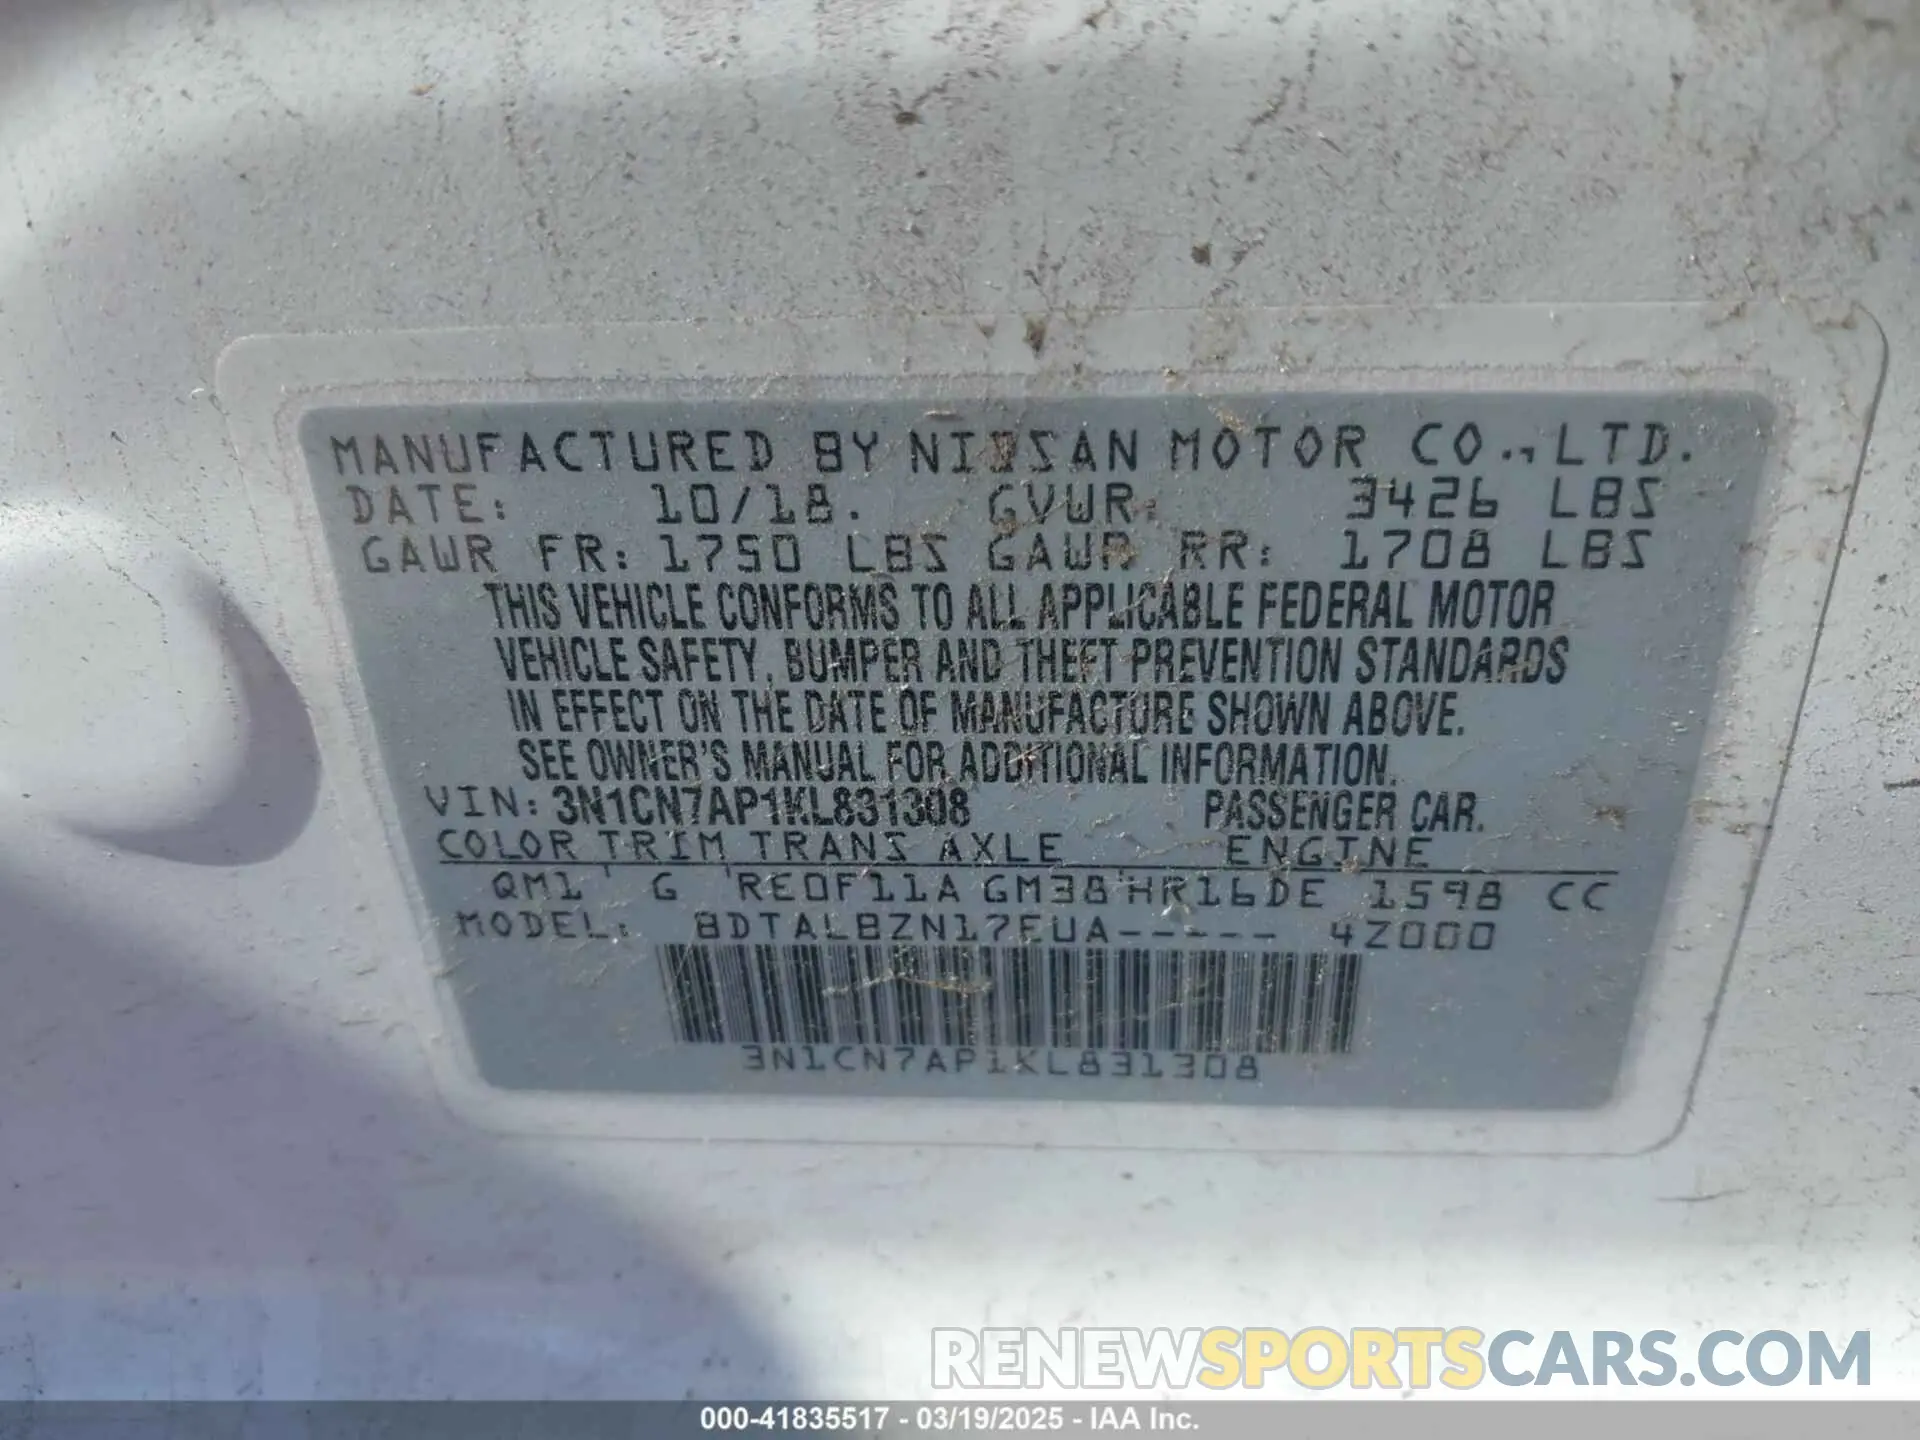 MANUFACTURED BY NISSAN MOTOR CO., LTD.
DATE: 10/18. GVWR: 3426 LBS
GAWR FR: 1750 LBS GAWR RR: 1708 LBS
THIS VEHICLE CONFORMS TO ALL APPLICABLE FEDERAL MOTOR
VEHICLE SAFETY, BUMPER AND THEFT PREVENTION STANDARDS
IN EFFECT ON THE DATE OF MANUFACTURE SHOWN ABOVE.
SEE OWNER'S MANUAL FOR ADDITIONAL INFORMATION.
VIN: 3N1CN7AP1KL831308 PASSENGER CAR.
COLOR TRIM TRANS AXLE ENGINE
QM1 G RE0F11A GM38 HR16DE 1598 CC
MODEL: BDTALBZN17EUA----- 4Z000
3N1CN7AP1KL831308
RENEWSPORTSCARS.COM
000-41835517 - 03/19/2025 - IAA Inc.